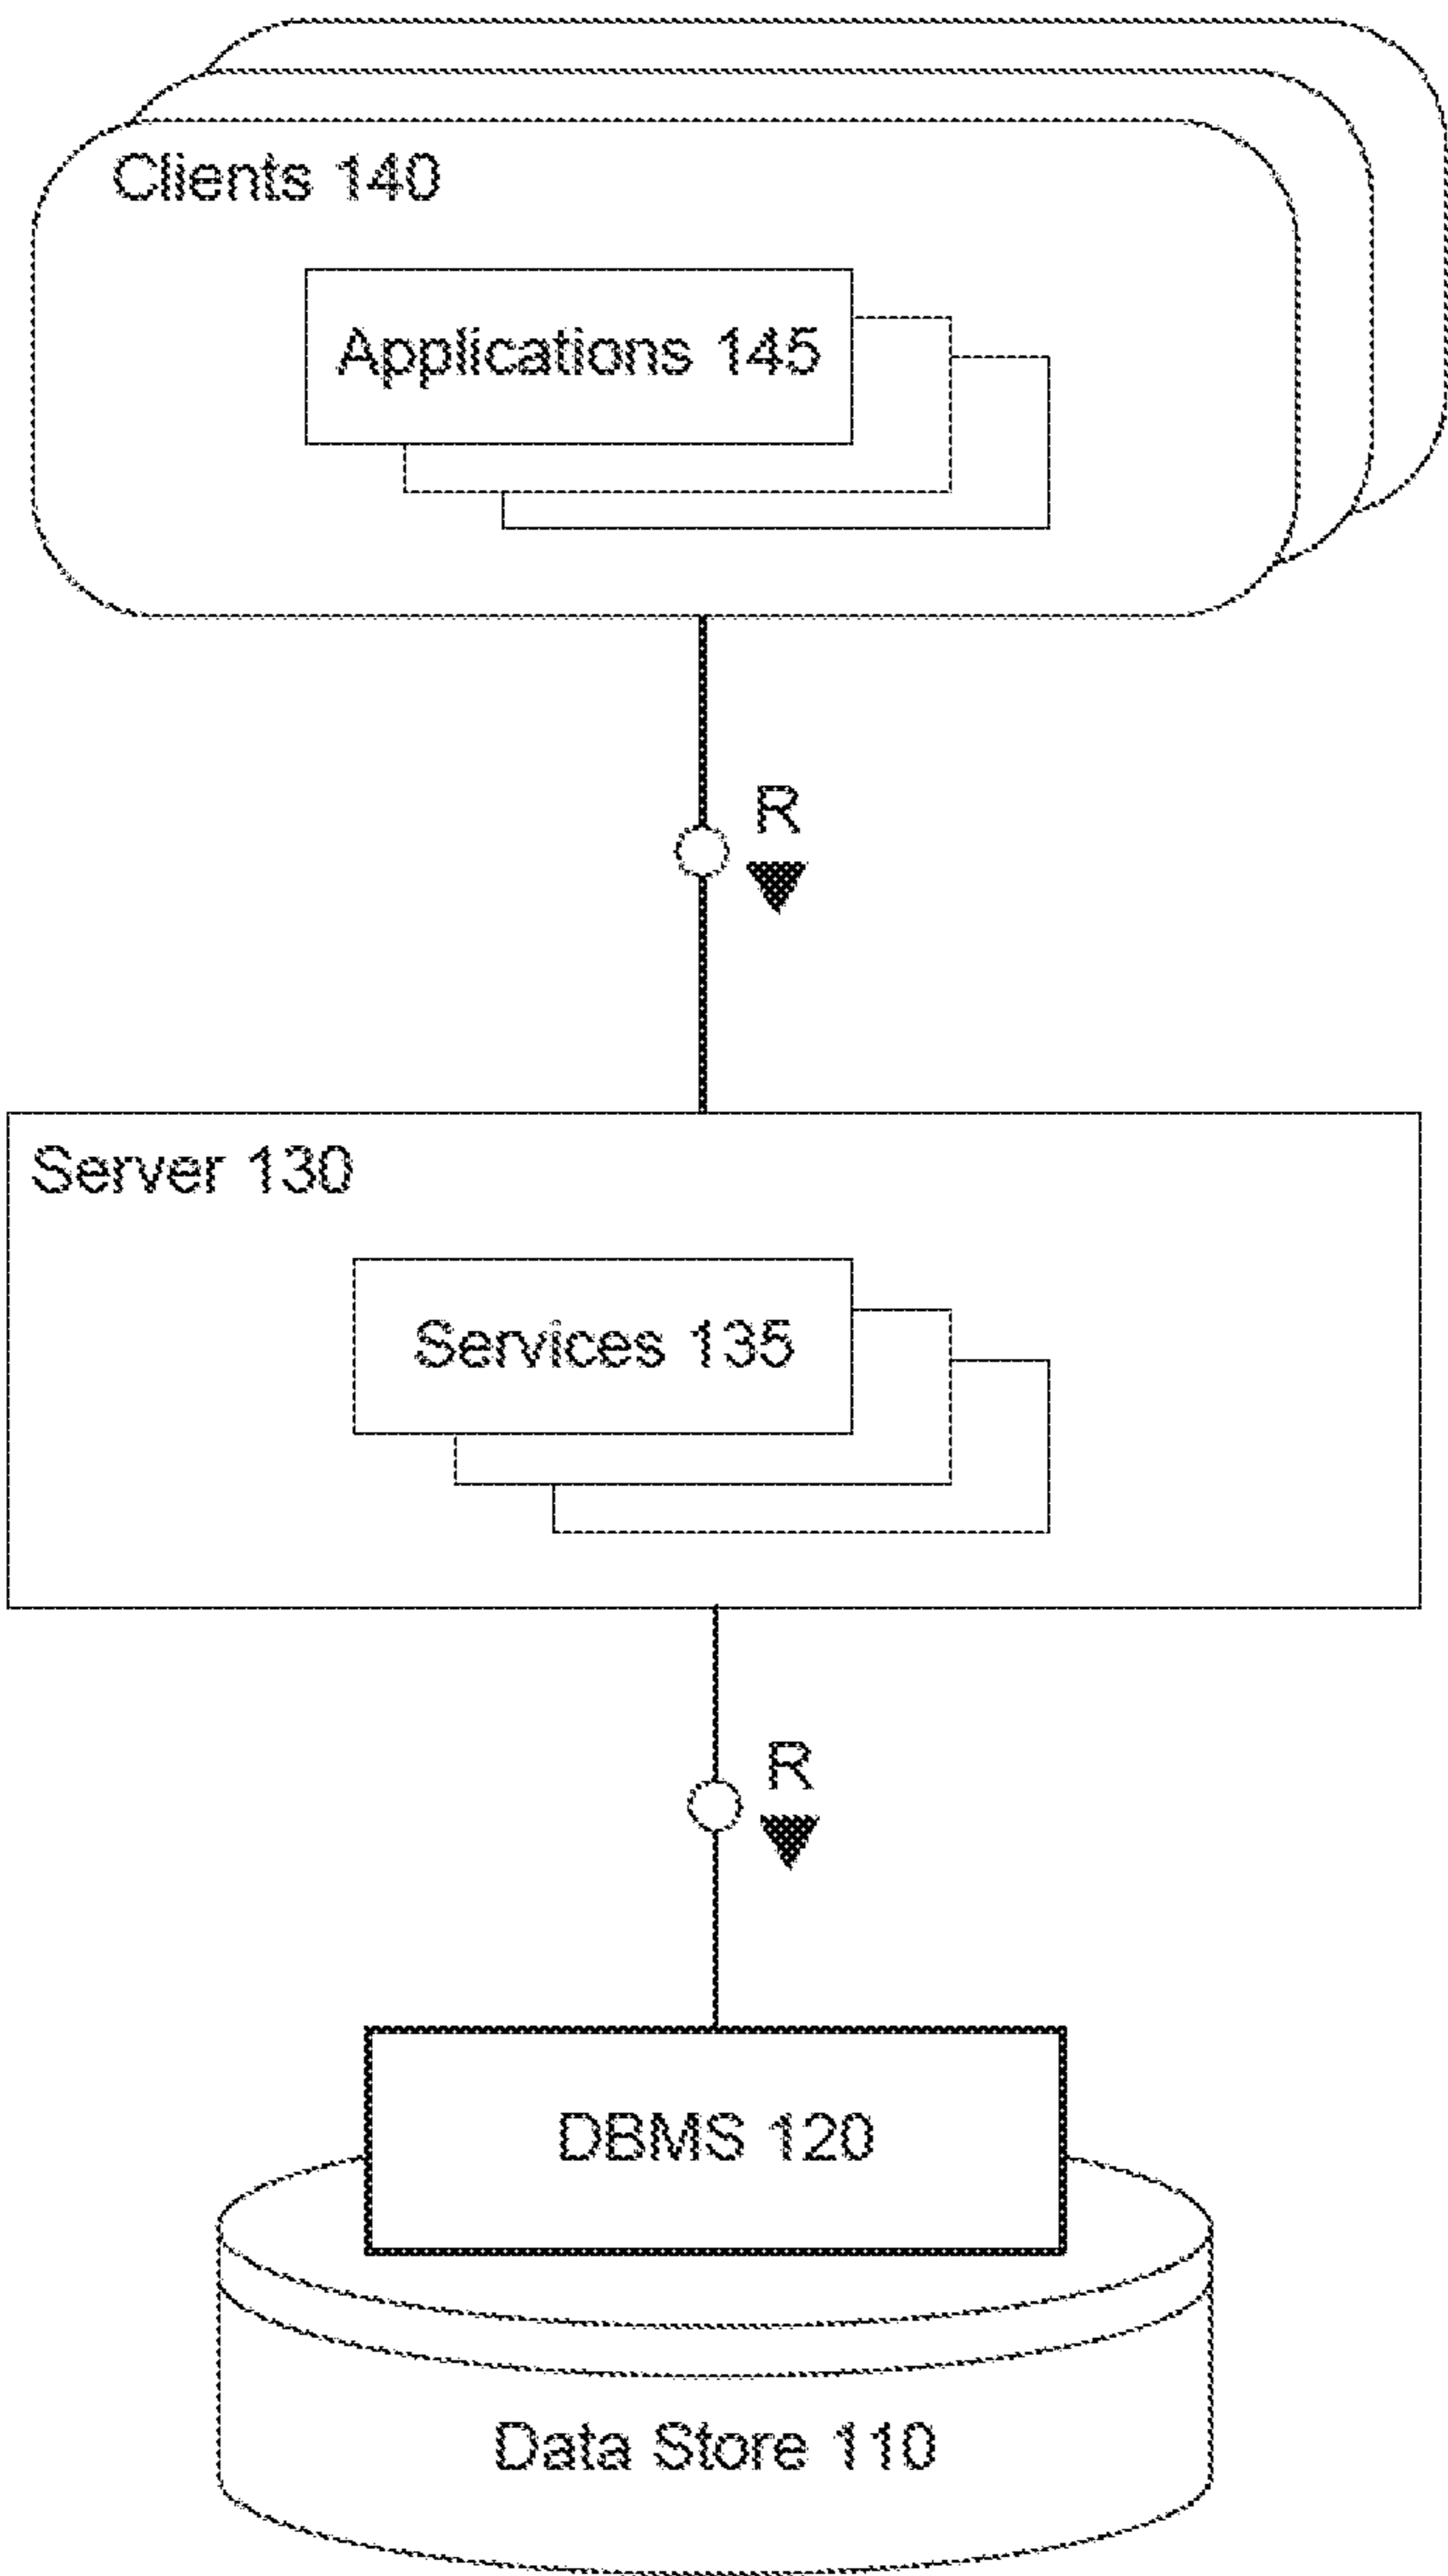 Clients 140
Applications 145
R
Server 130
Services 135
R
DBMS 120
Data Store 110